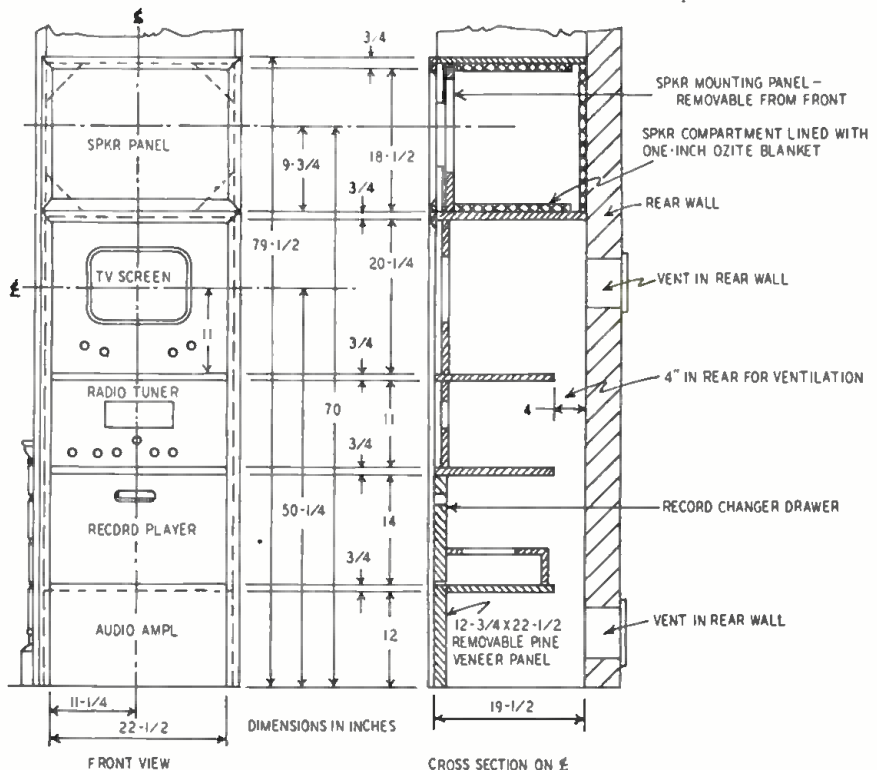 ℄
3/4
SPKR PANEL
9-3/4
18-1/2
3/4
79-1/2
℄
TV SCREEN
20-1/4
11
3/4
RADIO TUNER
70
11
3/4
50-1/4
RECORD PLAYER
14
3/4
AUDIO AMPL
12
11-1/4
22-1/2
DIMENSIONS IN INCHES
FRONT VIEW
SPKR MOUNTING PANEL-
REMOVABLE FROM FRONT
SPKR COMPARTMENT LINED WITH
ONE-INCH OZITE BLANKET
REAR WALL
VENT IN REAR WALL
4" IN REAR FOR VENTILATION
4
RECORD CHANGER DRAWER
12-3/4X22-1/2
REMOVABLE PINE
VENEER PANEL
VENT IN REAR WALL
19-1/2
CROSS SECTION ON ℄